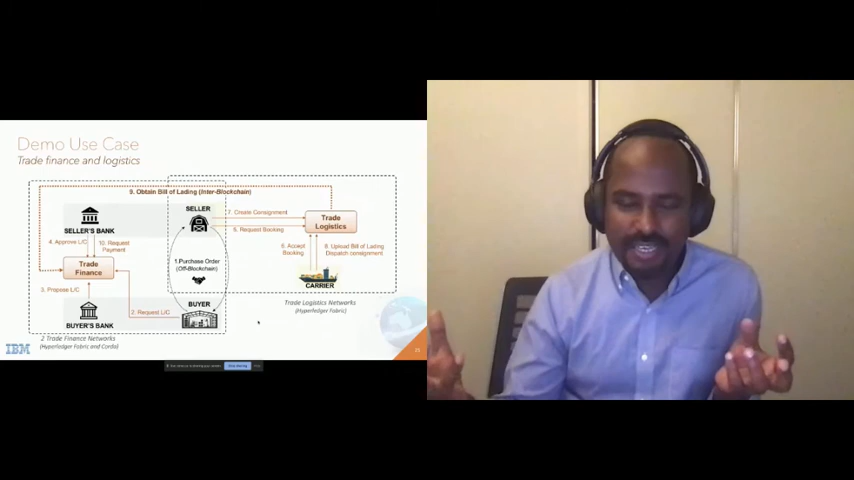 Demo Use Case
Trade finance and logistics
9. Obtain Bill of Lading (Inter-Blockchain)
SELLER'S BANK
SELLER
7. Create Consignment
5. Request Booking
Trade
Logistics
4. Approve L/C
10. Request
Payment
Trade
Finance
1.Purchase Order
(Off-Blockchain)
6. Accept
Booking
8. Upload Bill of Lading
Dispatch consignment
CARRIER
3. Propose L/C
2. Request L/C
BUYER
BUYER'S BANK
Trade Logistics Networks
(Hyperledger Fabric)
2 Trade Finance Networks
(Hyperledger Fabric and Corda)
IBM